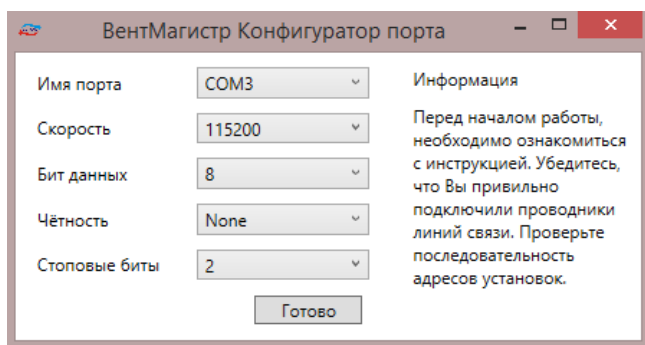 ВентМагистр Конфигуратор порта
Имя порта
COM3
Скорость
115200
Бит данных
8
Чётность
None
Стоповые биты
2
Готово
Информация
Перед началом работы,
необходимо ознакомиться
с инструкцией. Убедитесь,
что Вы привильно
подключили проводники
линий связи. Проверьте
последовательность
адресов установок.